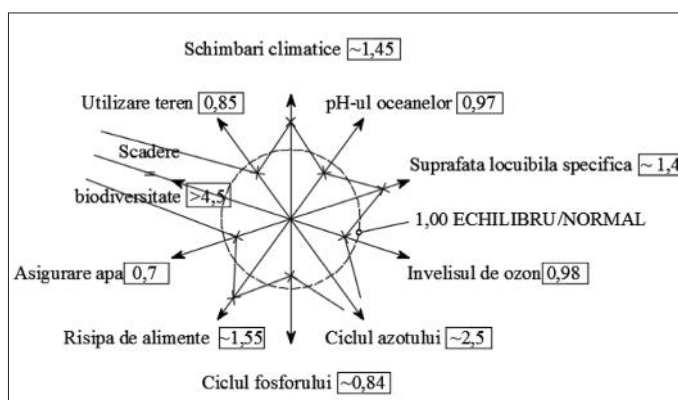 Schimbari climatice ~1,45
Utilizare teren 0,85
pH-ul oceanelor 0,97
Scadere
biodiversitate >4,5
Suprafata locuibila specifica ~ 1,4
1,00 ECHILIBRU/NORMAL
Asigurare apa 0,7
Invelisul de ozon 0,98
Risipa de alimente ~1,55
Ciclul azotului ~2,5
Ciclul fosforului ~0,84